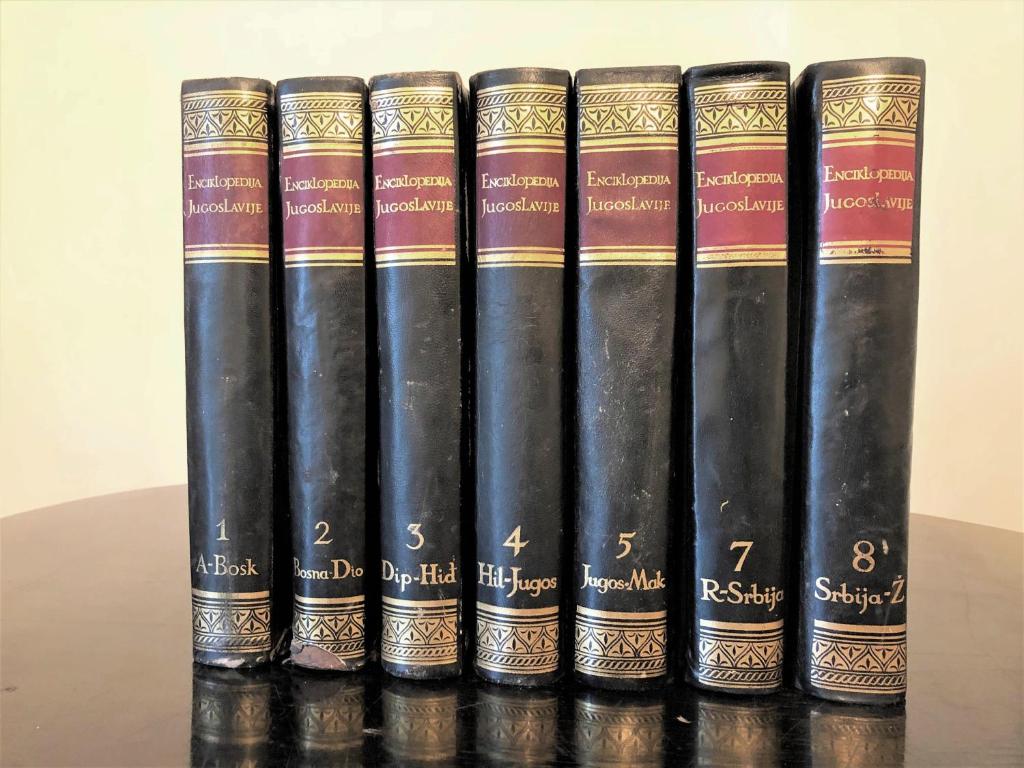 Enciklopedija
Jugoslavije
1
A-Bosk
Enciklopedija
Jugoslavije
2
Bosna-Dio
Enciklopedija
Jugoslavije
3
Dip-Hiđ
Enciklopedija
Jugoslavije
4
Hil-Jugos
Enciklopedija
Jugoslavije
5
Jugos-Mak
Enciklopedija
Jugoslavije
7
R-Srbija
Enciklopedija
Jugoslavije
8
Srbija-Ž